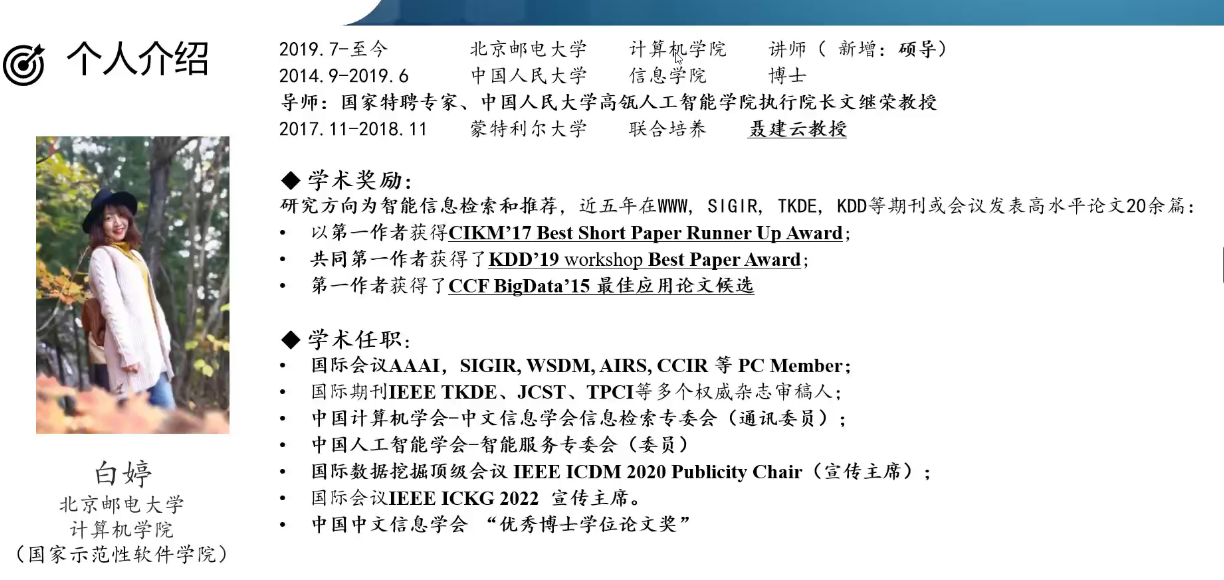 个人介绍
2019.7-至今 北京邮电大学 计算机学院 讲师（ 新增：硕导）
2014.9-2019.6 中国人民大学 信息学院 博士
导师：国家特聘专家、中国人民大学高瓴人工智能学院执行院长文继荣教授
2017.11-2018.11 蒙特利尔大学 联合培养 聂建云教授
◆ 学术奖励：
研究方向为智能信息检索和推荐，近五年在WWW, SIGIR, TKDE, KDD等期刊或会议发表高水平论文20余篇：
• 以第一作者获得CIKM’17 Best Short Paper Runner Up Award；
• 共同第一作者获得了KDD’19 workshop Best Paper Award；
• 第一作者获得了CCF BigData’15 最佳应用论文候选
◆ 学术任职：
• 国际会议AAAI，SIGIR, WSDM, AIRS, CCIR 等 PC Member；
• 国际期刊IEEE TKDE、JCST、TPCI等多个权威杂志审稿人；
• 中国计算机学会-中文信息学会信息检索专委会（通讯委员）；
• 中国人工智能学会-智能服务专委会（委员）
• 国际数据挖掘顶级会议 IEEE ICDM 2020 Publicity Chair（宣传主席）；
• 国际会议IEEE ICKG 2022 宣传主席。
• 中国中文信息学会 “优秀博士学位论文奖”
白婷
北京邮电大学
计算机学院
（国家示范性软件学院）